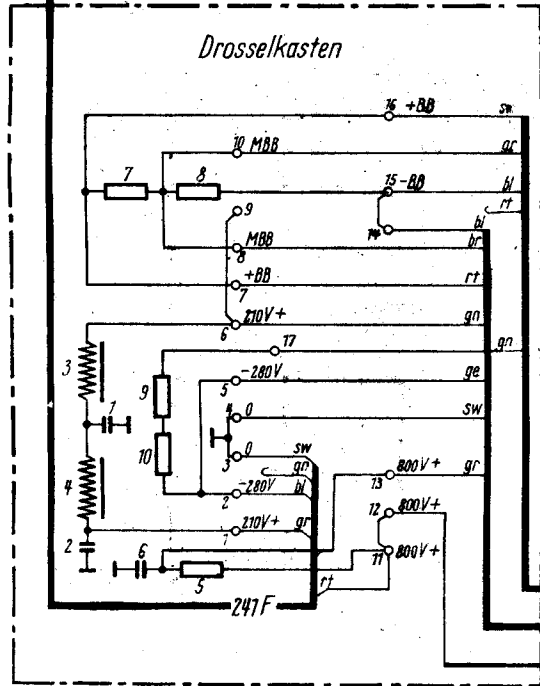 Drosselkasten
16 +BB sw
10 MBB gr
7 8 15 -BB bl
rt
9 14 bl
MBB br
8
+BB rt
7
210V+ gn
6 17 gn
3 -280V ge
9 5
4 0 sw
1
10 0 sw
3 gn 800V+ gr
4 -280V bl 13
2 12 800V+
210V+ gr
2 1
6 5 11 800V+
rt
247F